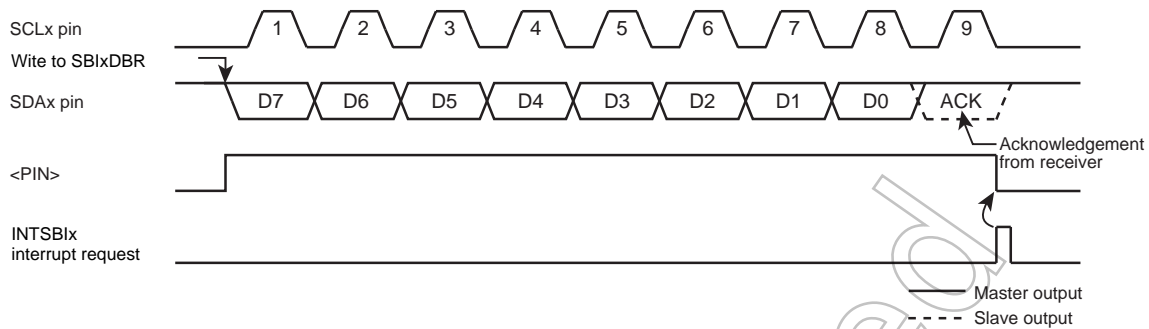 SCLx pin
1 2 3 4 5 6 7 8 9
Wite to SBIxDBR
SDAx pin
D7 D6 D5 D4 D3 D2 D1 D0 ACK
Acknowledgement
from receiver
<PIN>
INTSBIx
interrupt request
Master output
Slave output